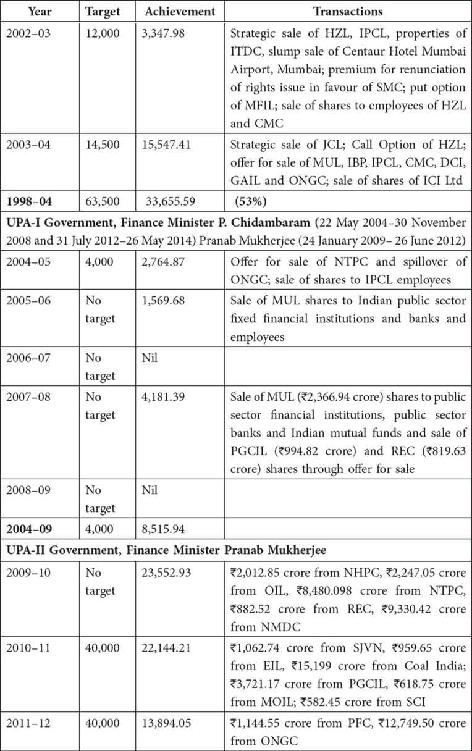 Year Target Achievement Transactions
2002–03 12,000 3,347.98 Strategic sale of HZL, IPCL, properties of
ITDC, slump sale of Centaur Hotel Mumbai
Airport, Mumbai; premium for renunciation
of rights issue in favour of SMC; put option
of MFIL; sale of shares to employees of HZL
and CMC
2003–04 14,500 15,547.41 Strategic sale of JCL; Call Option of HZL;
offer for sale of MUL, IBP, IPCL, CMC, DCI,
GAIL and ONGC; sale of shares of ICI Ltd
1998–04 63,500 33,655.59 (53%)
UPA-I Government, Finance Minister P. Chidambaram (22 May 2004–30 November
2008 and 31 July 2012–26 May 2014) Pranab Mukherjee (24 January 2009– 26 June 2012)
2004–05 4,000 2,764.87 Offer for sale of NTPC and spillover of
ONGC; sale of shares to IPCL employees
2005–06 No 1,569.68 Sale of MUL shares to Indian public sector
target fixed financial institutions and banks and
employees
2006–07 No Nil
target
2007–08 No 4,181.39 Sale of MUL (₹2,366.94 crore) shares to public
target sector financial institutions, public sector
banks and Indian mutual funds and sale of
PGCIL (₹994.82 crore) and REC (₹819.63
crore) shares through offer for sale
2008–09 No Nil
target
2004–09 4,000 8,515.94
UPA-II Government, Finance Minister Pranab Mukherjee
2009–10 No 23,552.93 ₹2,012.85 crore from NHPC, ₹2,247.05 crore
target from OIL, ₹8,480.098 crore from NTPC,
₹882.52 crore from REC, ₹9,330.42 crore
from NMDC
2010–11 40,000 22,144.21 ₹1,062.74 crore from SJVN, ₹959.65 crore
from EIL, ₹15,199 crore from Coal India;
₹3,721.17 crore from PGCIL, ₹618.75 crore
from MOIL; ₹582.45 crore from SCI
2011–12 40,000 13,894.05 ₹1,144.55 crore from PFC, ₹12,749.50 crore
from ONGC